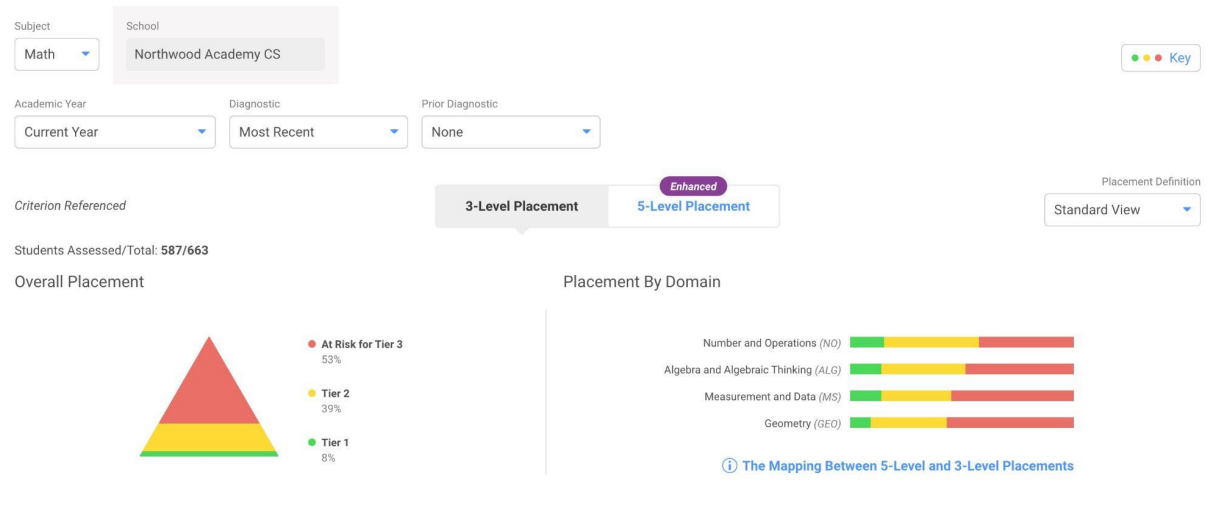 Subject
School
Math
Northwood Academy CS
Key
Academic Year
Diagnostic
Prior Diagnostic
Current Year
Most Recent
None
Enhanced
Placement Definition
Criterion Referenced
3-Level Placement
5-Level Placement
Standard View
Students Assessed/Total: 587/663
Overall Placement
Placement By Domain
At Risk for Tier 3
53%
Tier 2
39%
Tier 1
8%
Number and Operations (NO)
Algebra and Algebraic Thinking (ALG)
Measurement and Data (MS)
Geometry (GEO)
The Mapping Between 5-Level and 3-Level Placements